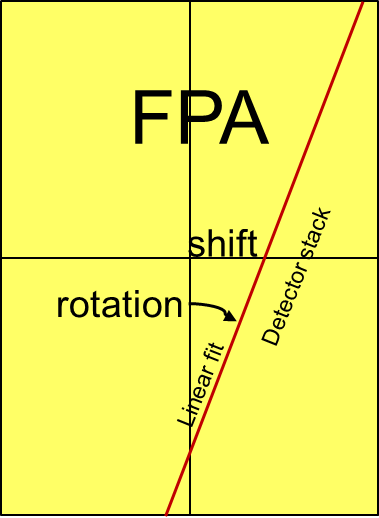 FPA
shift
rotation
Detector stack
Linear fit